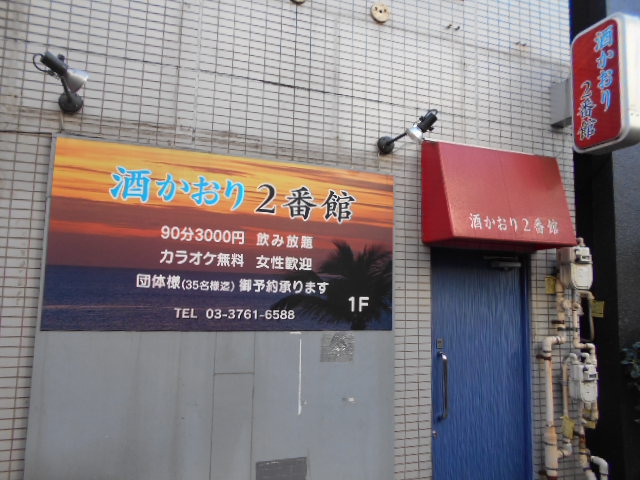 酒かおり２番館
90分3000円 飲み放題
カラオケ無料 女性歓迎
団体様(35名様迄)御予約承ります
1F
TEL 03-3761-6588
酒かおり２番館
酒かおり２番館